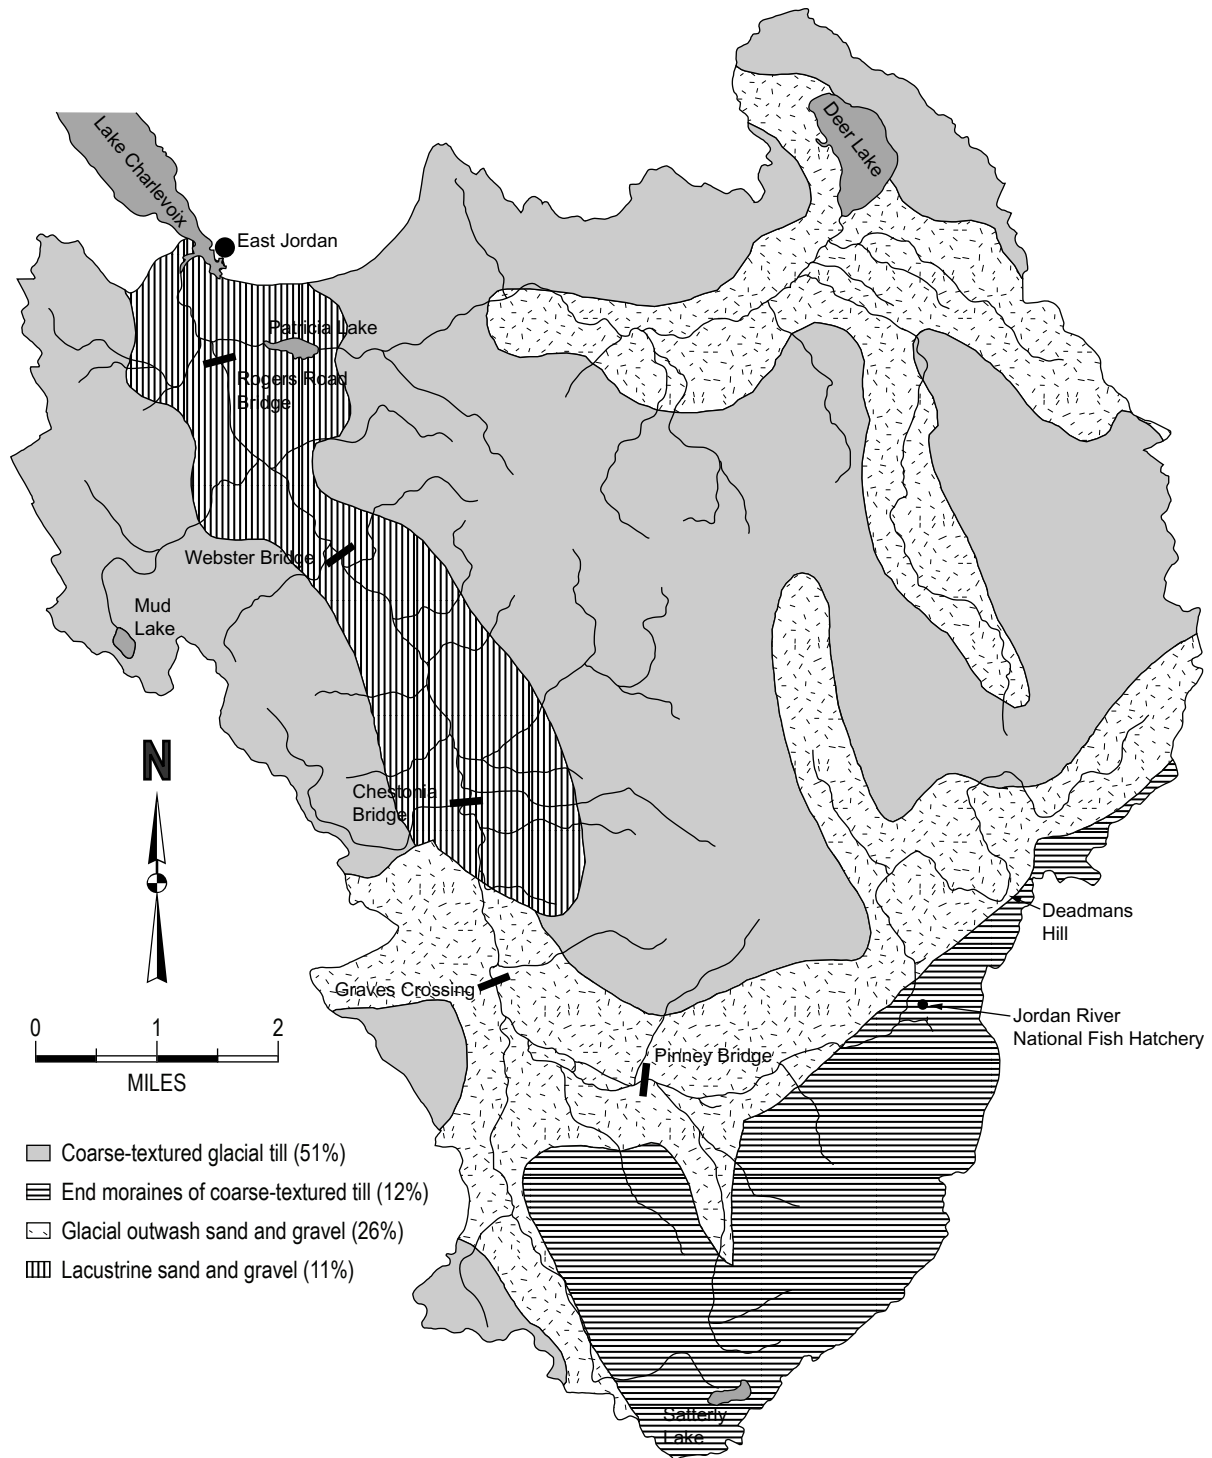 Deer Lake
Lake Charlevoix
East Jordan
Patricia Lake
Rogers Road
Bridge
Webster Bridge
Mud
Lake
N
Chestonia
Bridge
Deadmans
Hill
Graves Crossing
Jordan River
National Fish Hatchery
0 1 2
MILES
Pinney Bridge
Coarse-textured glacial till (51%)
End moraines of coarse-textured till (12%)
Glacial outwash sand and gravel (26%)
Lacustrine sand and gravel (11%)
Satterly
Lake